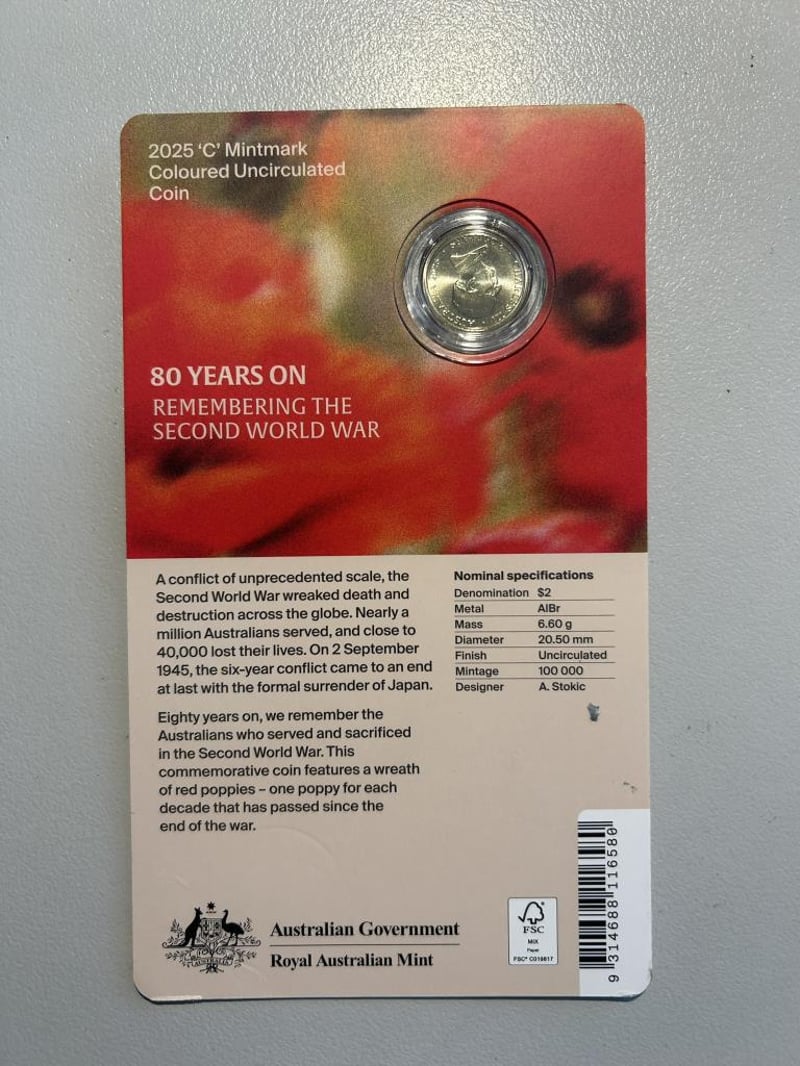 2025 ‘C’ Mintmark
Coloured Uncirculated
Coin
80 YEARS ON
REMEMBERING THE
SECOND WORLD WAR
A conflict of unprecedented scale, the
Second World War wreaked death and
destruction across the globe. Nearly a
million Australians served, and close to
40,000 lost their lives. On 2 September
1945, the six-year conflict came to an end
at last with the formal surrender of Japan.
Eighty years on, we remember the
Australians who served and sacrificed
in the Second World War. This
commemorative coin features a wreath
of red poppies – one poppy for each
decade that has passed since the
end of the war.
Nominal specifications
Denomination $2
Metal AlBr
Mass 6.60 g
Diameter 20.50 mm
Finish Uncirculated
Mintage 100 000
Designer A. Stokic
AUSTRALIA
Australian Government
Royal Australian Mint
FSC
MIX
Paper
FSC® C019817
9 314688 116580